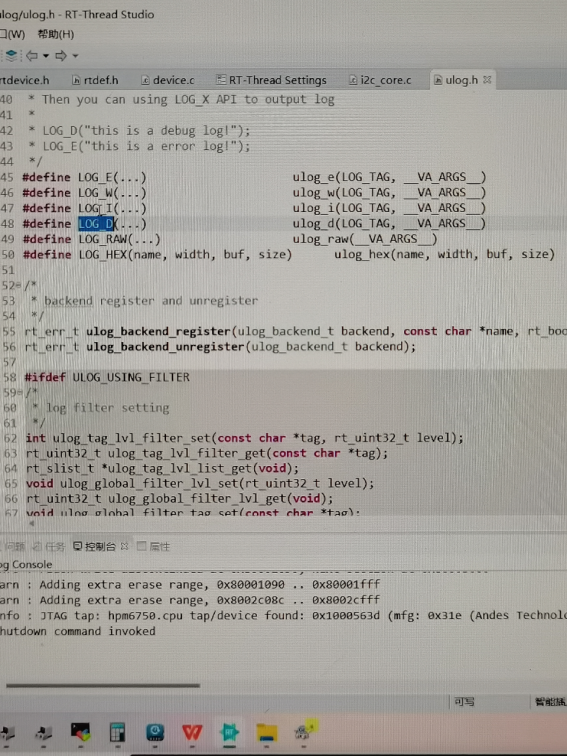 ulog/ulog.h - RT-Thread Studio
口(W) 帮助(H)
rtdevice.h rtdef.h device.c RT-Thread Settings i2c_core.c ulog.h
40 * Then you can using LOG_X API to output log
41 *
42 * LOG_D("this is a debug log!");
43 * LOG_E("this is a error log!");
44 */
45 #define LOG_E(...) ulog_e(LOG_TAG, __VA_ARGS__)
46 #define LOG_W(...) ulog_w(LOG_TAG, __VA_ARGS__)
47 #define LOG_I(...) ulog_i(LOG_TAG, __VA_ARGS__)
48 #define LOG_D(...) ulog_d(LOG_TAG, __VA_ARGS__)
49 #define LOG_RAW(...) ulog_raw(__VA_ARGS__)
50 #define LOG_HEX(name, width, buf, size) ulog_hex(name, width, buf, size)
51
52 /*
53 * backend register and unregister
54 */
55 rt_err_t ulog_backend_register(ulog_backend_t backend, const char *name, rt_boo
56 rt_err_t ulog_backend_unregister(ulog_backend_t backend);
57
58 #ifdef ULOG_USING_FILTER
59 /*
60 * log filter setting
61 */
62 int ulog_tag_lvl_filter_set(const char *tag, rt_uint32_t level);
63 rt_uint32_t ulog_tag_lvl_filter_get(const char *tag);
64 rt_slist_t *ulog_tag_lvl_list_get(void);
65 void ulog_global_filter_lvl_set(rt_uint32_t level);
66 rt_uint32_t ulog_global_filter_lvl_get(void);
67 void ulog_global_filter_tag_set(const char *tag);
问题 任务 控制台 属性
og Console
arn : Adding extra erase range, 0x80001090 .. 0x80001fff
arn : Adding extra erase range, 0x8002c08c .. 0x8002cfff
nfo : JTAG tap: hpm6750.cpu tap/device found: 0x1000563d (mfg: 0x31e (Andes Technolo
hutdown command invoked
可写 智能插